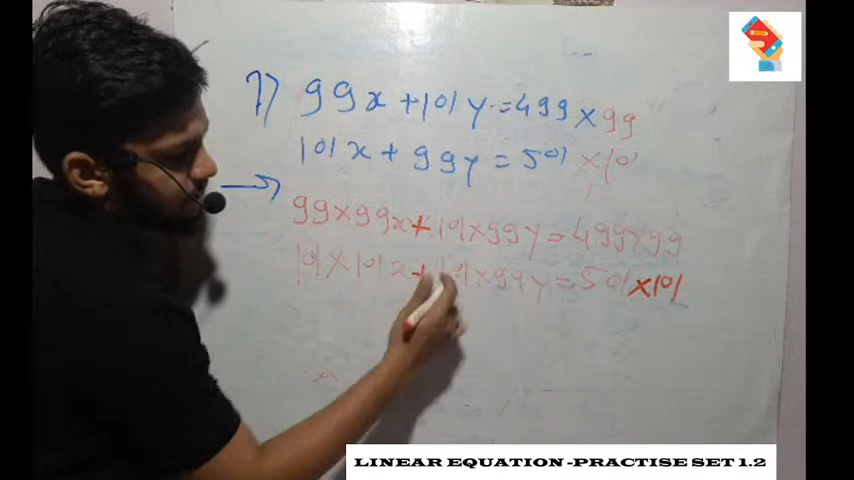 7) 99x + 101y = 499 × 99
101x + 99y = 501 × 101
99×99x + 101×99y = 499×99
101×101x + 101×99y = 501×101
LINEAR EQUATION -PRACTISE SET 1.2